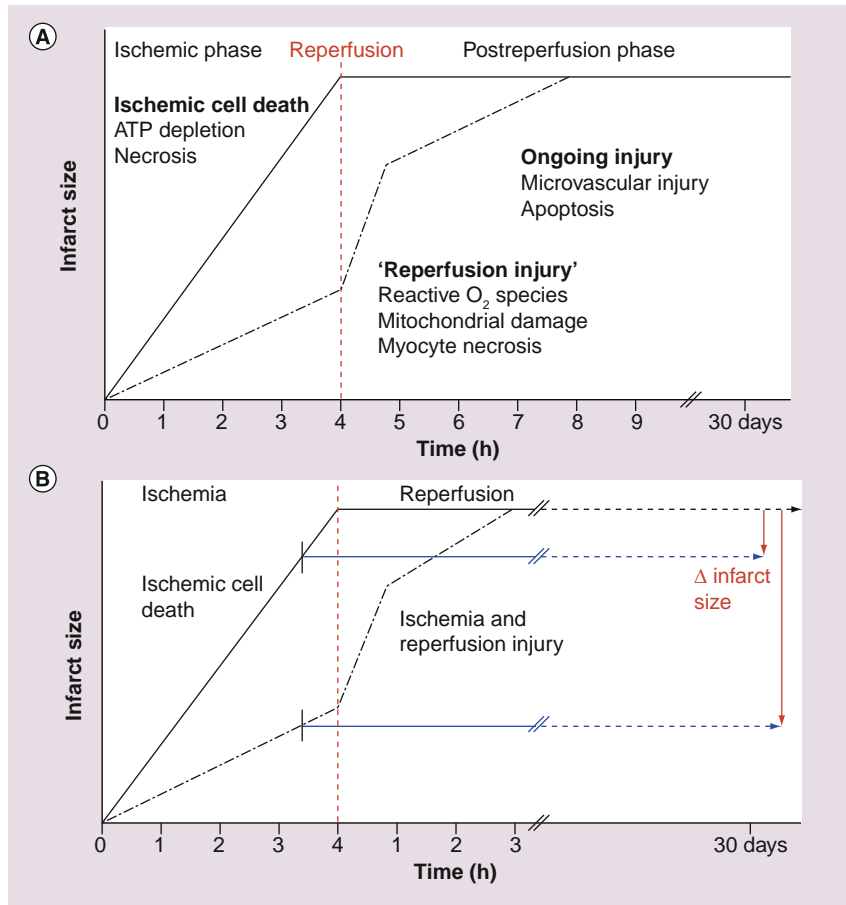 A
Ischemic phase
Reperfusion
Postreperfusion phase
Ischemic cell death
ATP depletion
Necrosis
Ongoing injury
Microvascular injury
Apoptosis
'Reperfusion injury'
Reactive O₂ species
Mitochondrial damage
Myocyte necrosis
Infarct size
0 1 2 3 4 5 6 7 8 9 30 days
Time (h)
B
Ischemia
Reperfusion
Ischemic cell
death
Δ infarct
size
Ischemia and
reperfusion injury
Infarct size
0 1 2 3 4 1 2 3 30 days
Time (h)